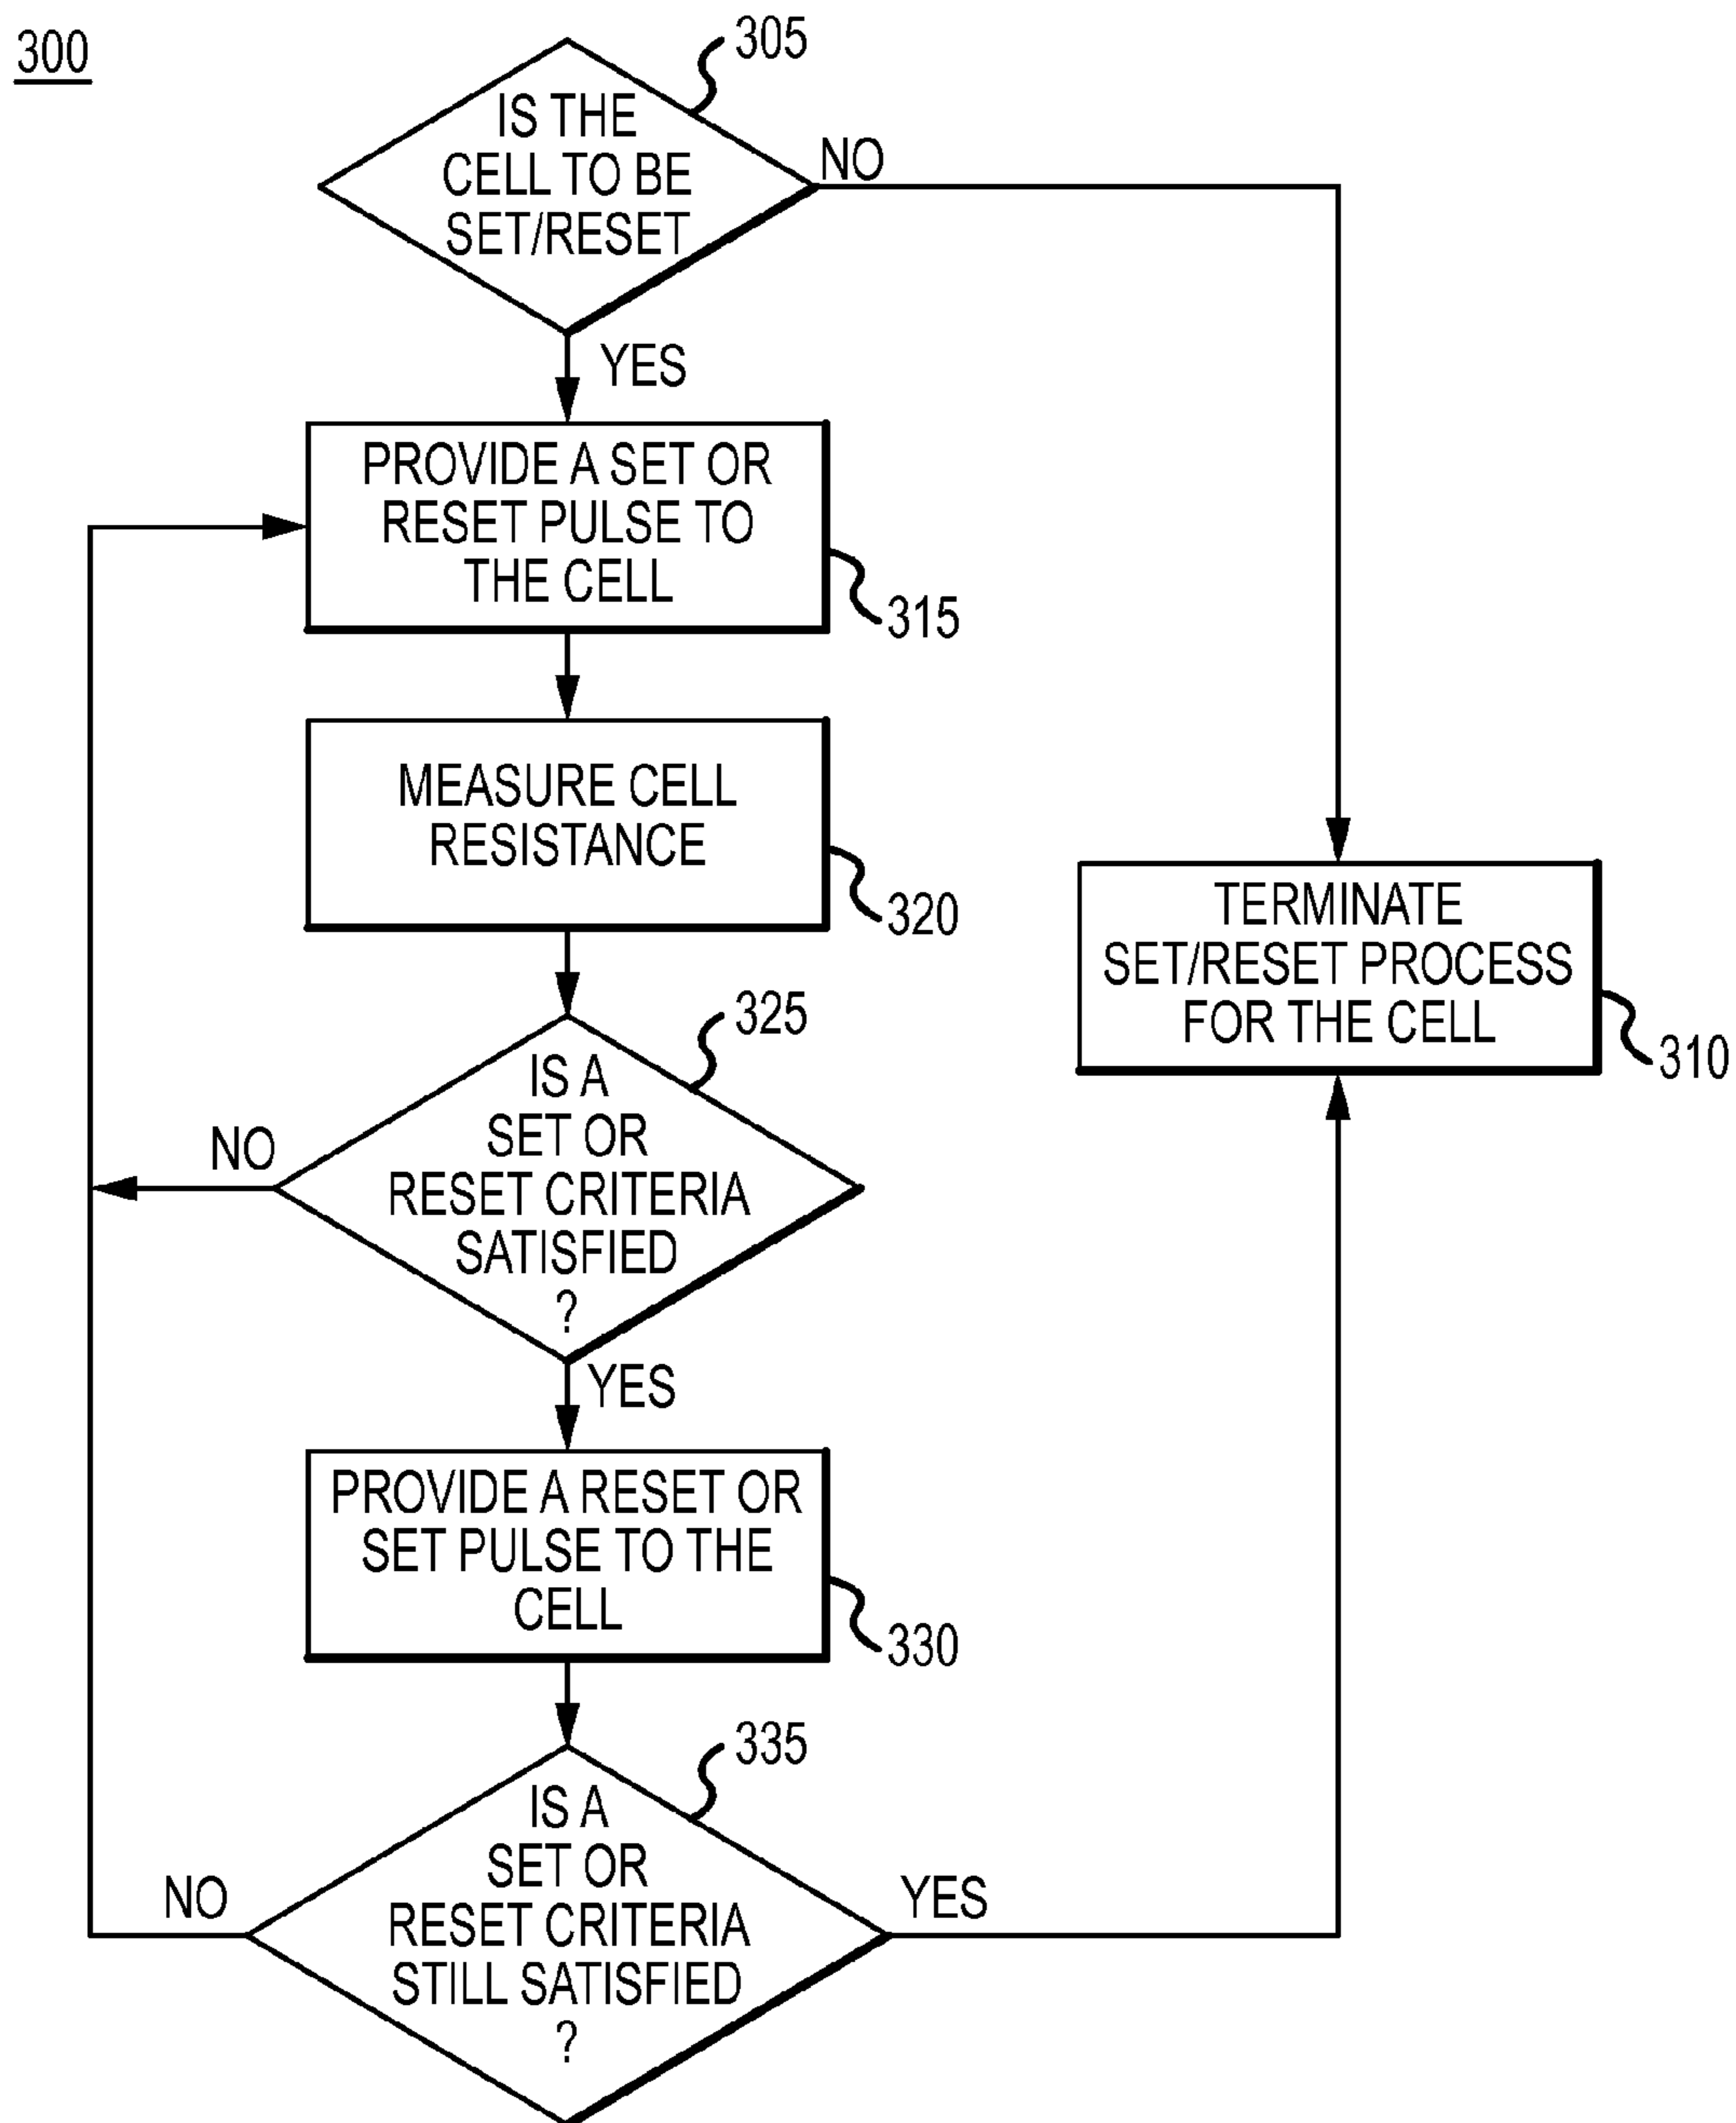 300
305
IS THE
CELL TO BE
SET/RESET
NO
YES
PROVIDE A SET OR
RESET PULSE TO
THE CELL
315
MEASURE CELL
RESISTANCE
320
TERMINATE
SET/RESET PROCESS
FOR THE CELL
310
325
IS A
SET OR
RESET CRITERIA
SATISFIED
?
NO
YES
PROVIDE A RESET OR
SET PULSE TO THE
CELL
330
335
IS A
SET OR
RESET CRITERIA
STILL SATISFIED
?
NO
YES